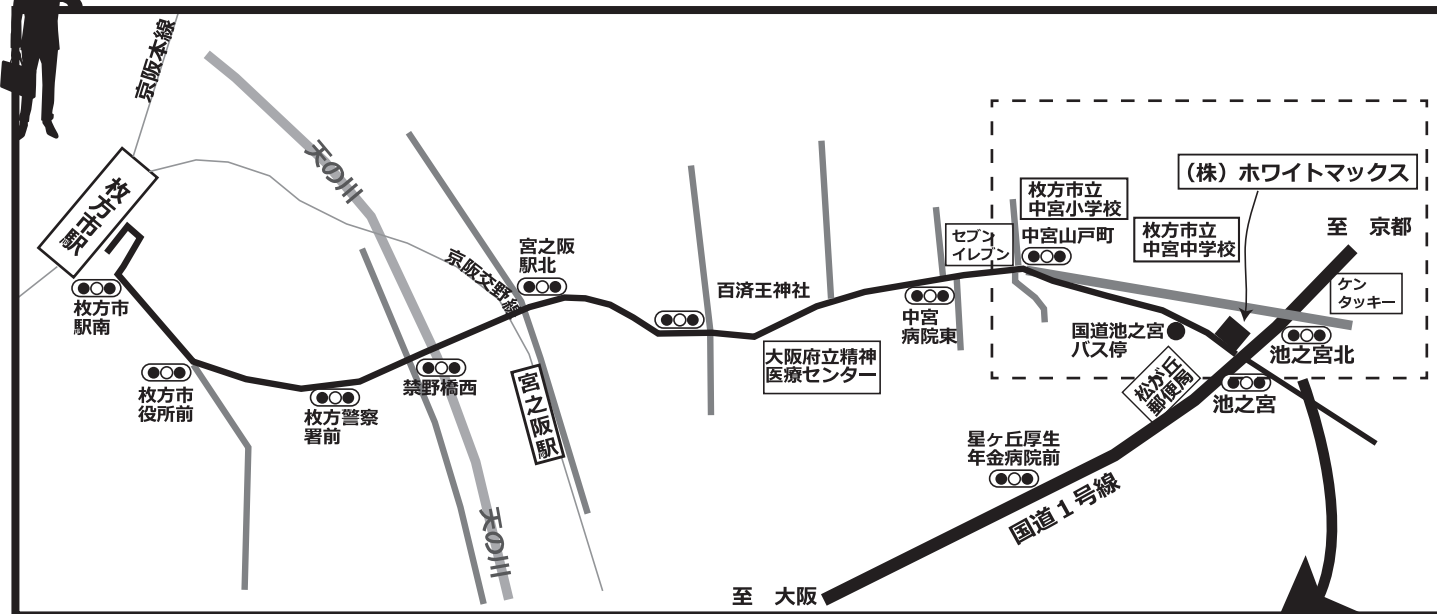 京阪本線
枚方市駅
天の川
枚方市
駅南
枚方市
役所前
枚方警察
署前
禁野橋西
京阪交野線
宮之阪
駅北
宮之阪駅
天の川
百済王神社
大阪府立精神
医療センター
中宮
病院東
セブン
イレブン
枚方市立
中宮小学校
中宮山戸町
枚方市立
中宮中学校
(株)ホワイトマックス
至 京都
ケン
タッキー
国道池之宮
バス停
池之宮北
松が丘
郵便局
池之宮
星ヶ丘厚生
年金病院前
国道1号線
至 大阪